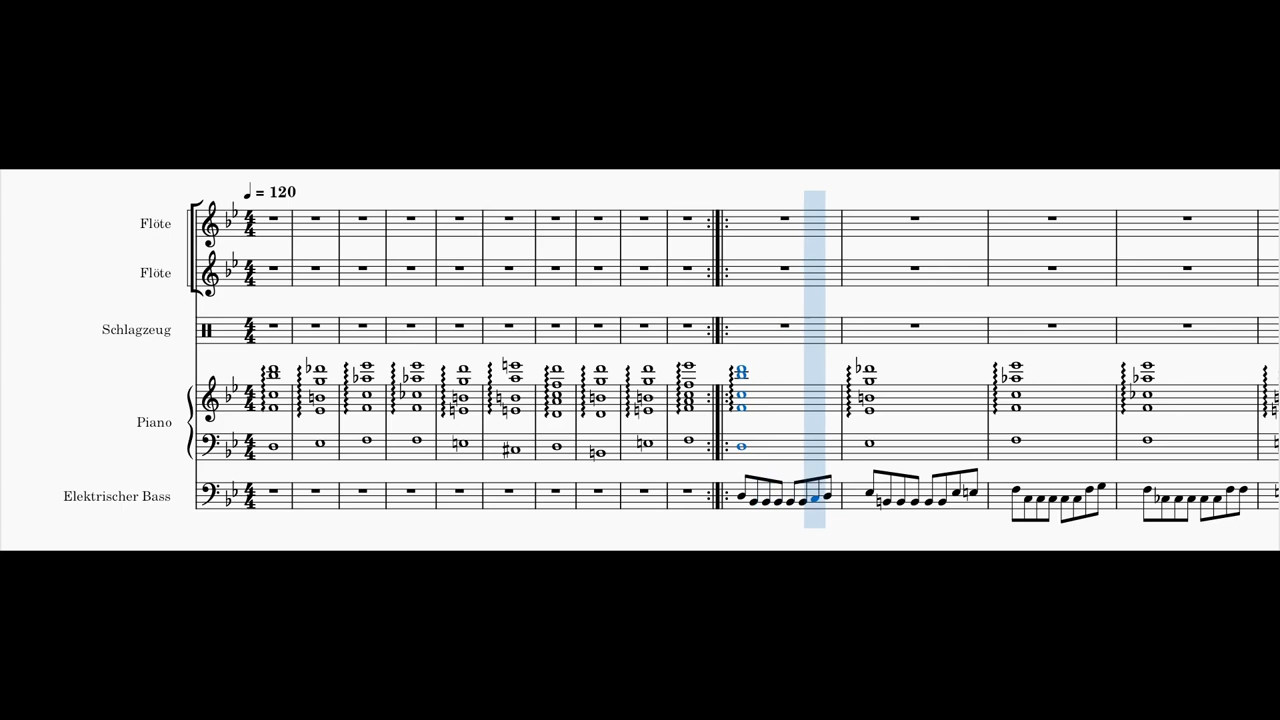 ♩ = 120
Flöte
Flöte
Schlagzeug
Piano
Elektrischer Bass